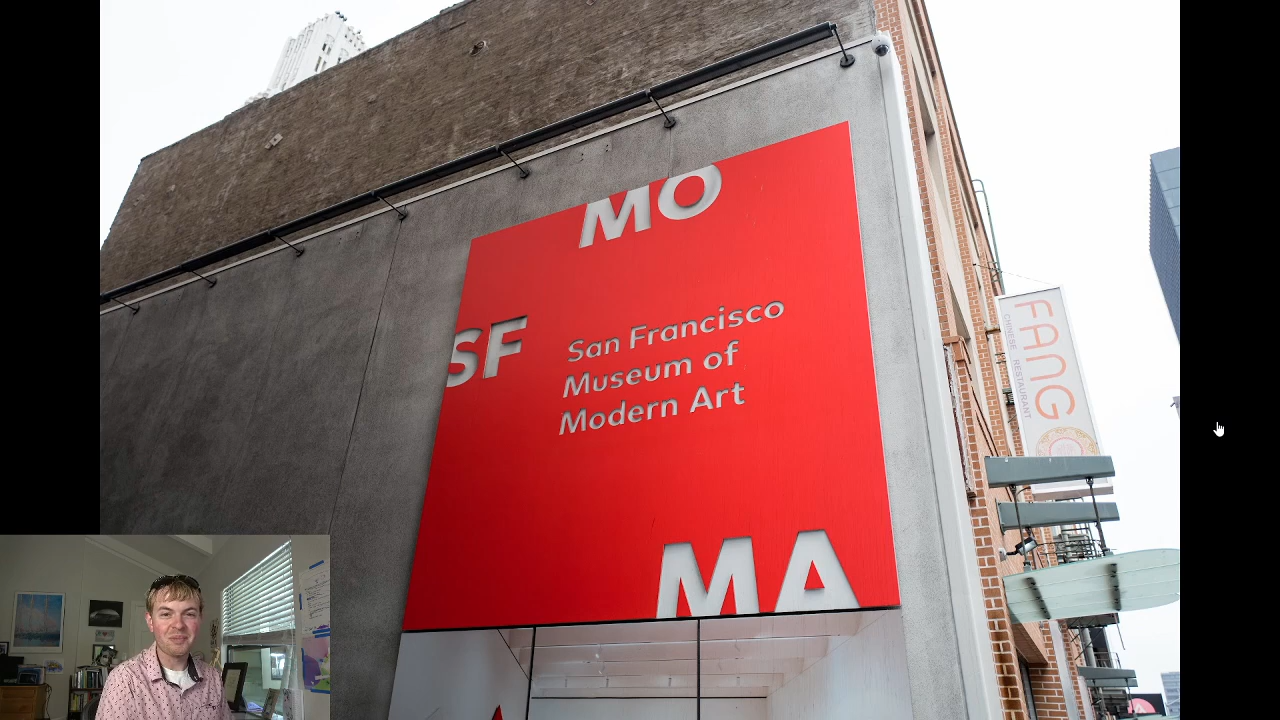 MO
SF
San Francisco
Museum of
Modern Art
MA
FANG
CHINESE RESTAURANT